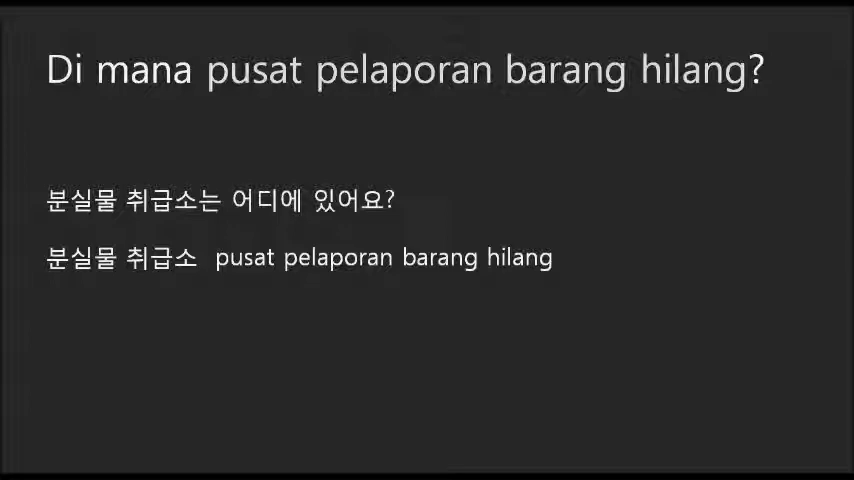 Di mana pusat pelaporan barang hilang?
분실물 취급소는 어디에 있어요?
분실물 취급소 pusat pelaporan barang hilang